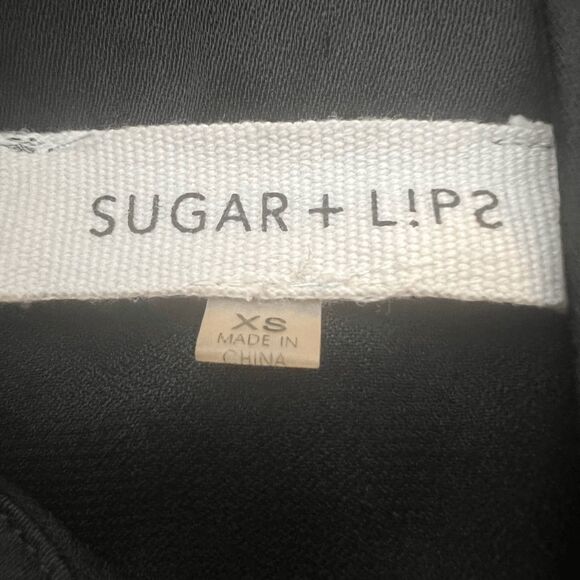 SUGAR + L!PS
XS
MADE IN
CHINA